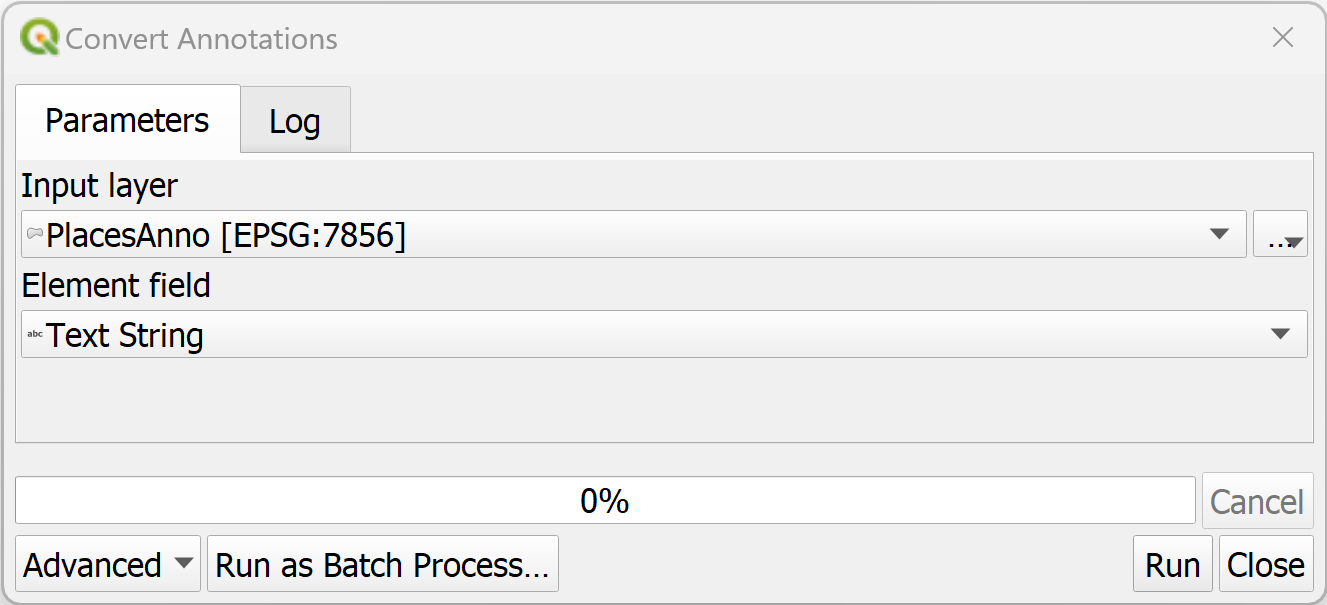 Convert Annotations
Parameters Log
Input layer
PlacesAnno [EPSG:7856]
...
Element field
abc Text String
0%
Cancel
Advanced Run as Batch Process... Run Close